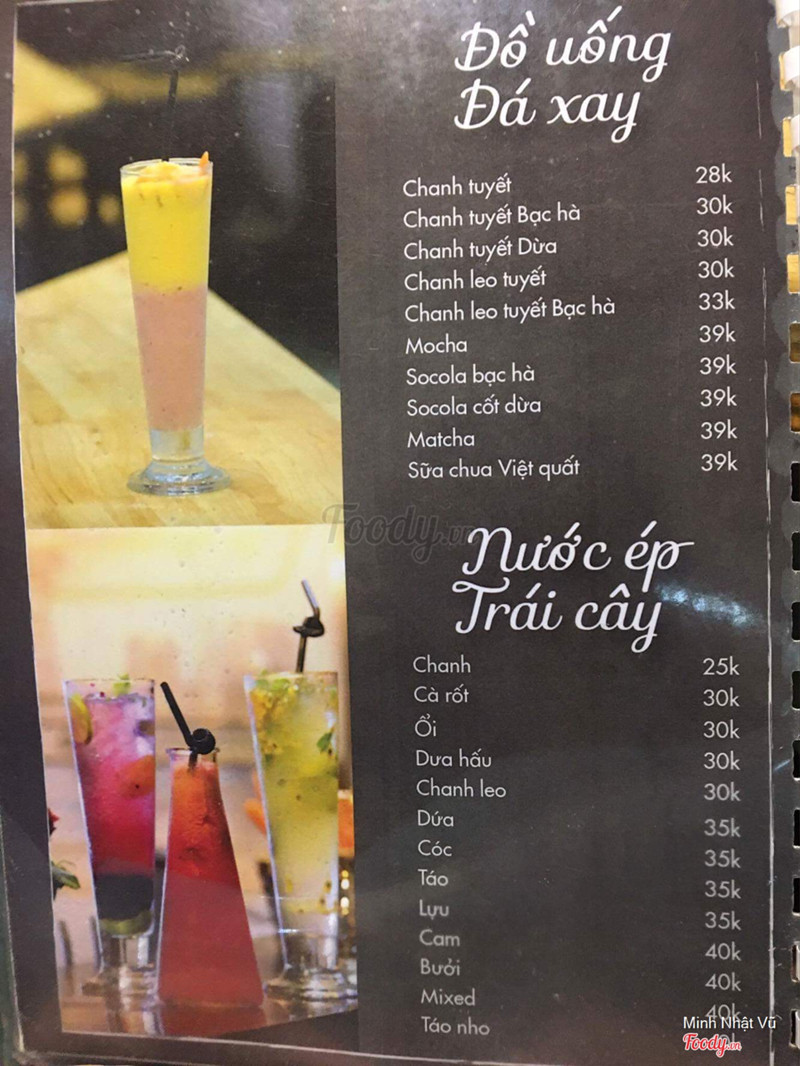 Đồ uống
Đá xay
Chanh tuyết 28k
Chanh tuyết Bạc hà 30k
Chanh tuyết Dừa 30k
Chanh leo tuyết 30k
Chanh leo tuyết Bạc hà 33k
Mocha 39k
Socola bạc hà 39k
Socola cốt dừa 39k
Matcha 39k
Sữa chua Việt quất 39k
Foody.vn
Nước ép
Trái cây
Chanh 25k
Cà rốt 30k
Ổi 30k
Dưa hấu 30k
Chanh leo 30k
Dứa 35k
Cóc 35k
Táo 35k
Lựu 35k
Cam 40k
Bưởi 40k
Mixed 40k
Táo nho
Minh Nhật Vũ
Foody.vn